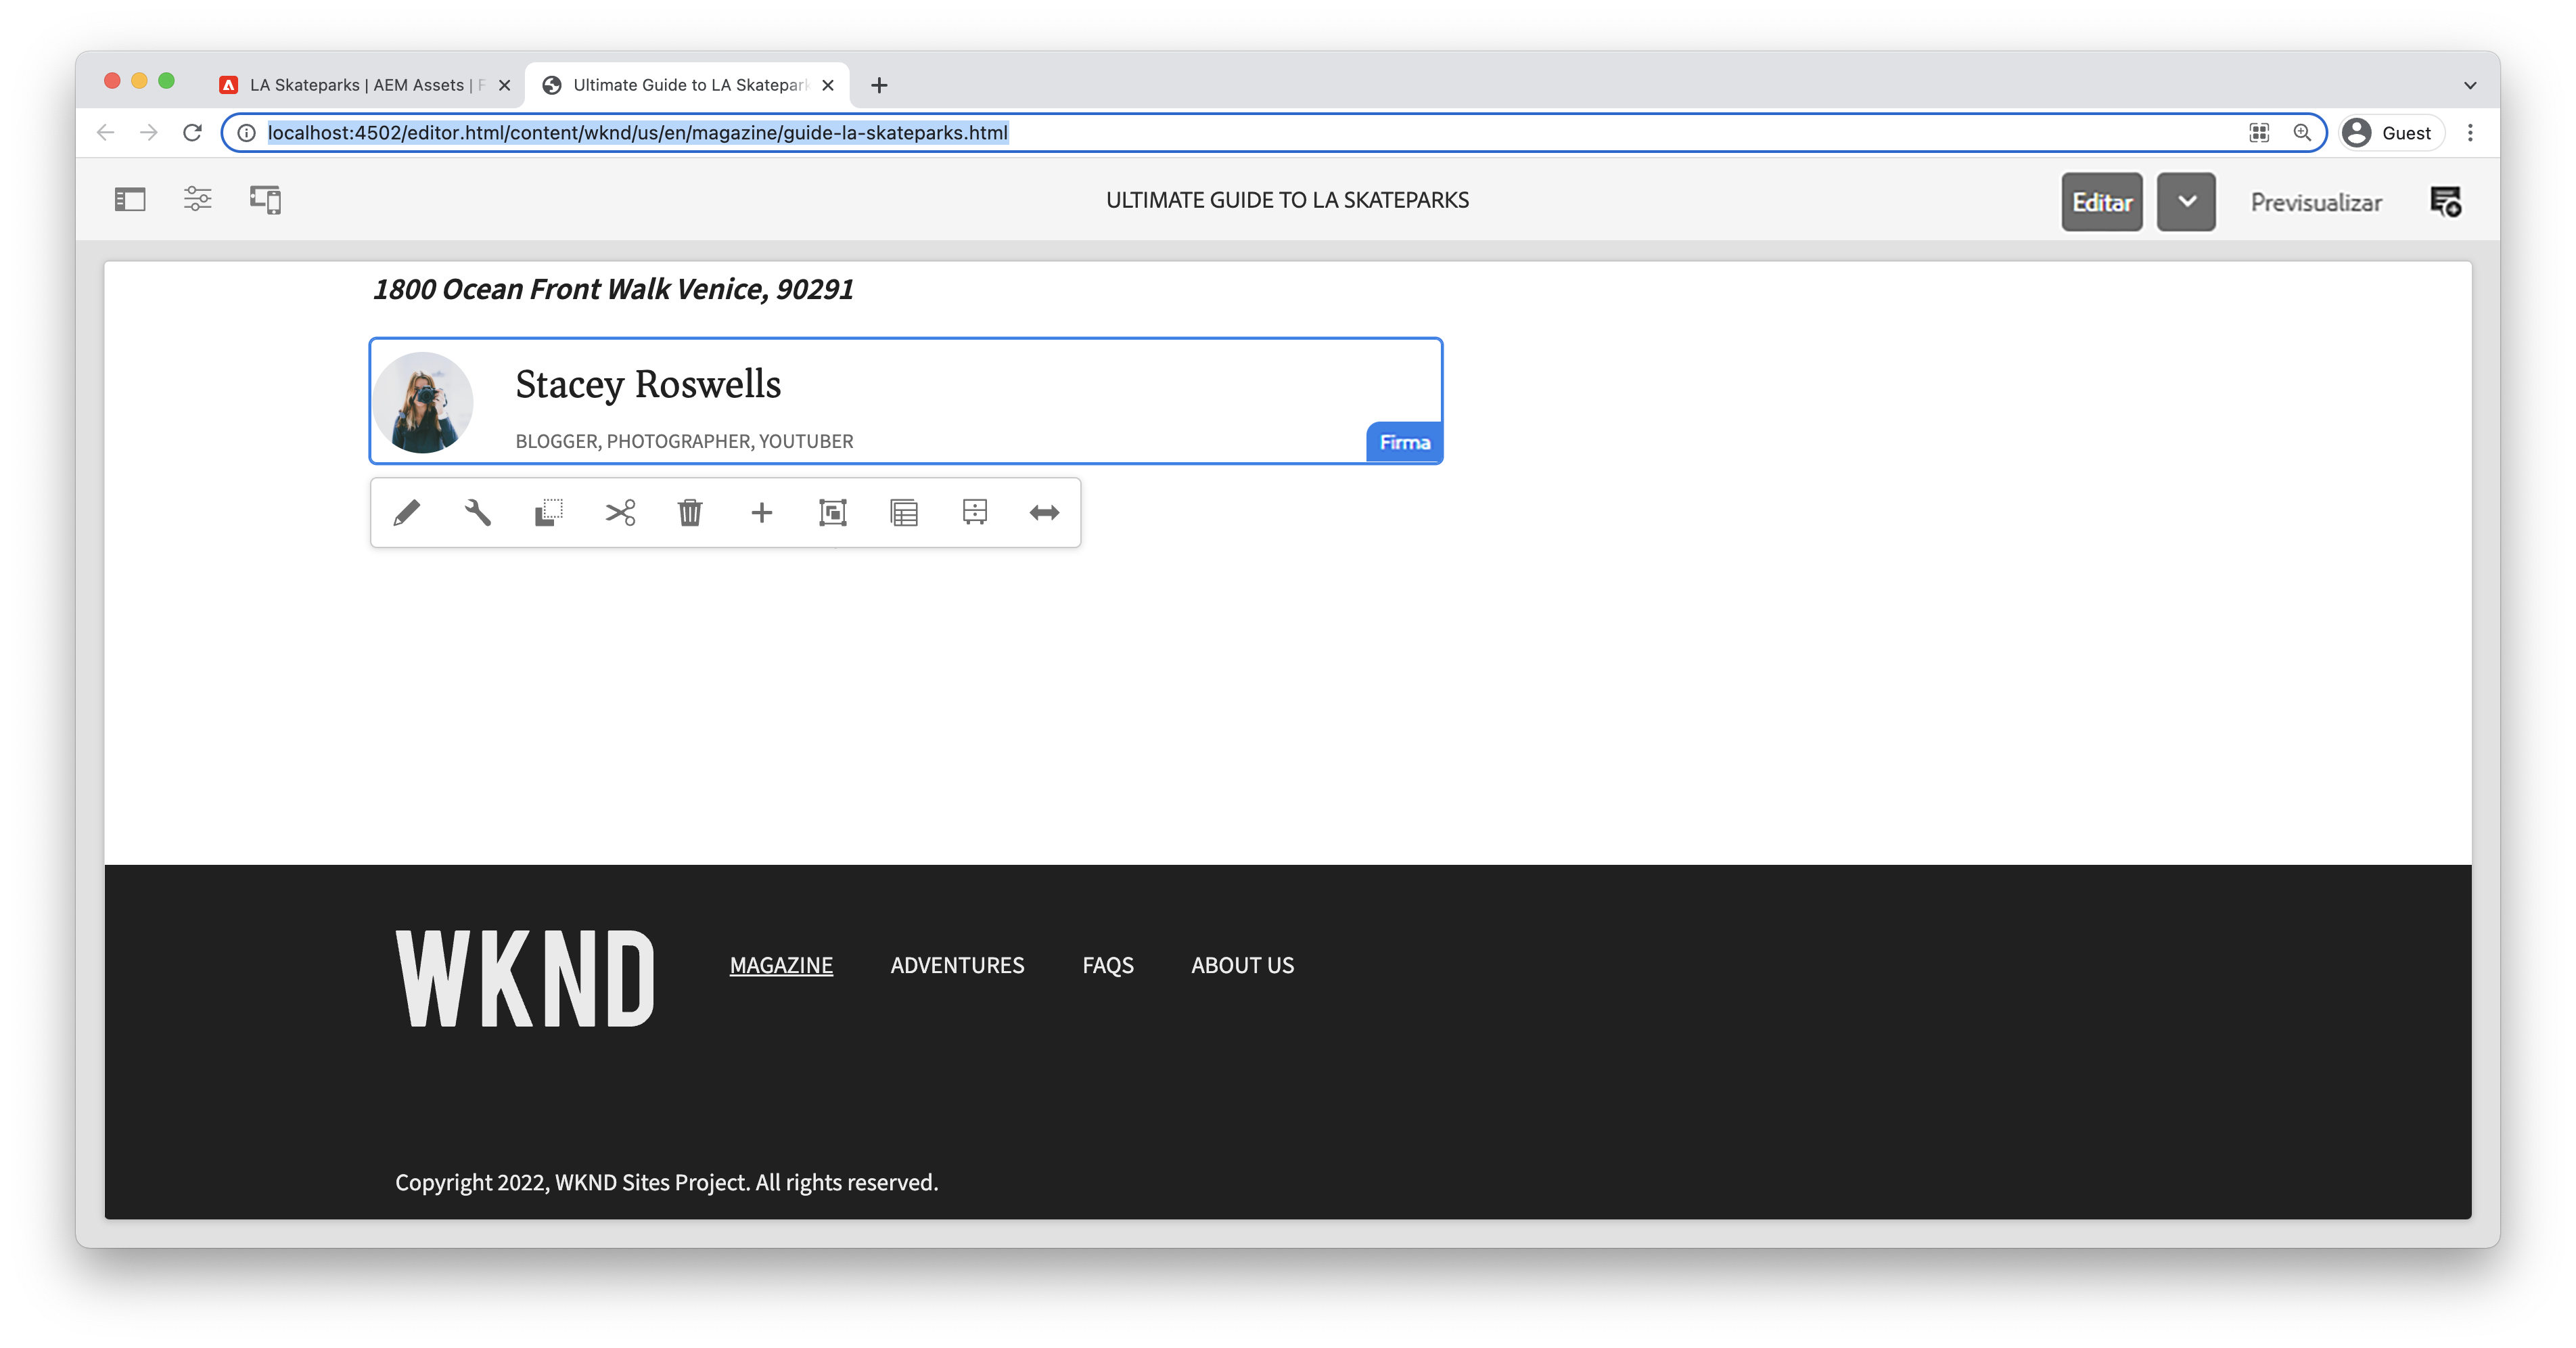 LA Skateparks | AEM Assets |
Ultimate Guide to LA Skatepark
localhost:4502/editor.html/content/wknd/us/en/magazine/guide-la-skateparks.html
Guest
ULTIMATE GUIDE TO LA SKATEPARKS
Editar
Previsualizar
1800 Ocean Front Walk Venice, 90291
Stacey Roswells
BLOGGER, PHOTOGRAPHER, YOUTUBER
Firma
WKND
MAGAZINE
ADVENTURES
FAQS
ABOUT US
Copyright 2022, WKND Sites Project. All rights reserved.